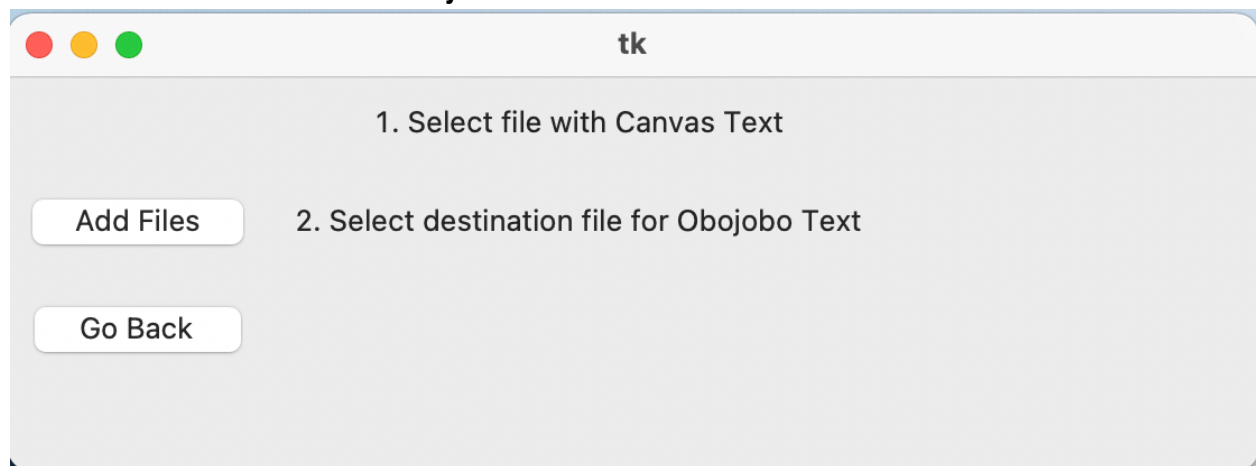 tk
1. Select file with Canvas Text
Add Files
2. Select destination file for Obojobo Text
Go Back